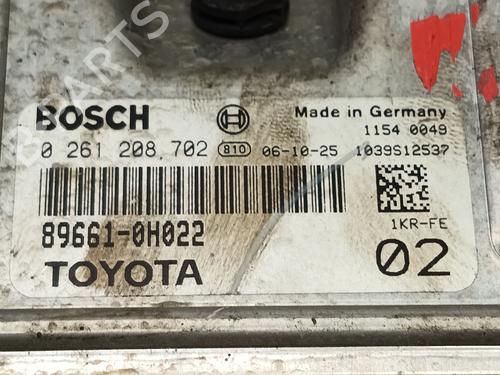 BOSCH Made in Germany
1154 0049
0 261 208 702 810 06-10-25 1039S12537
89661-0H022
1KR-FE
TOYOTA 02
PARTS